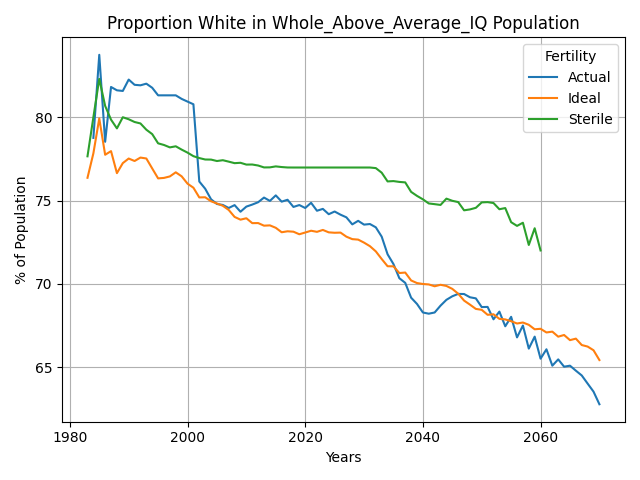 Proportion White in Whole_Above_Average_IQ Population
Fertility
Actual
Ideal
Sterile
% of Population
80
75
70
65
1980
2000
2020
2040
2060
Years